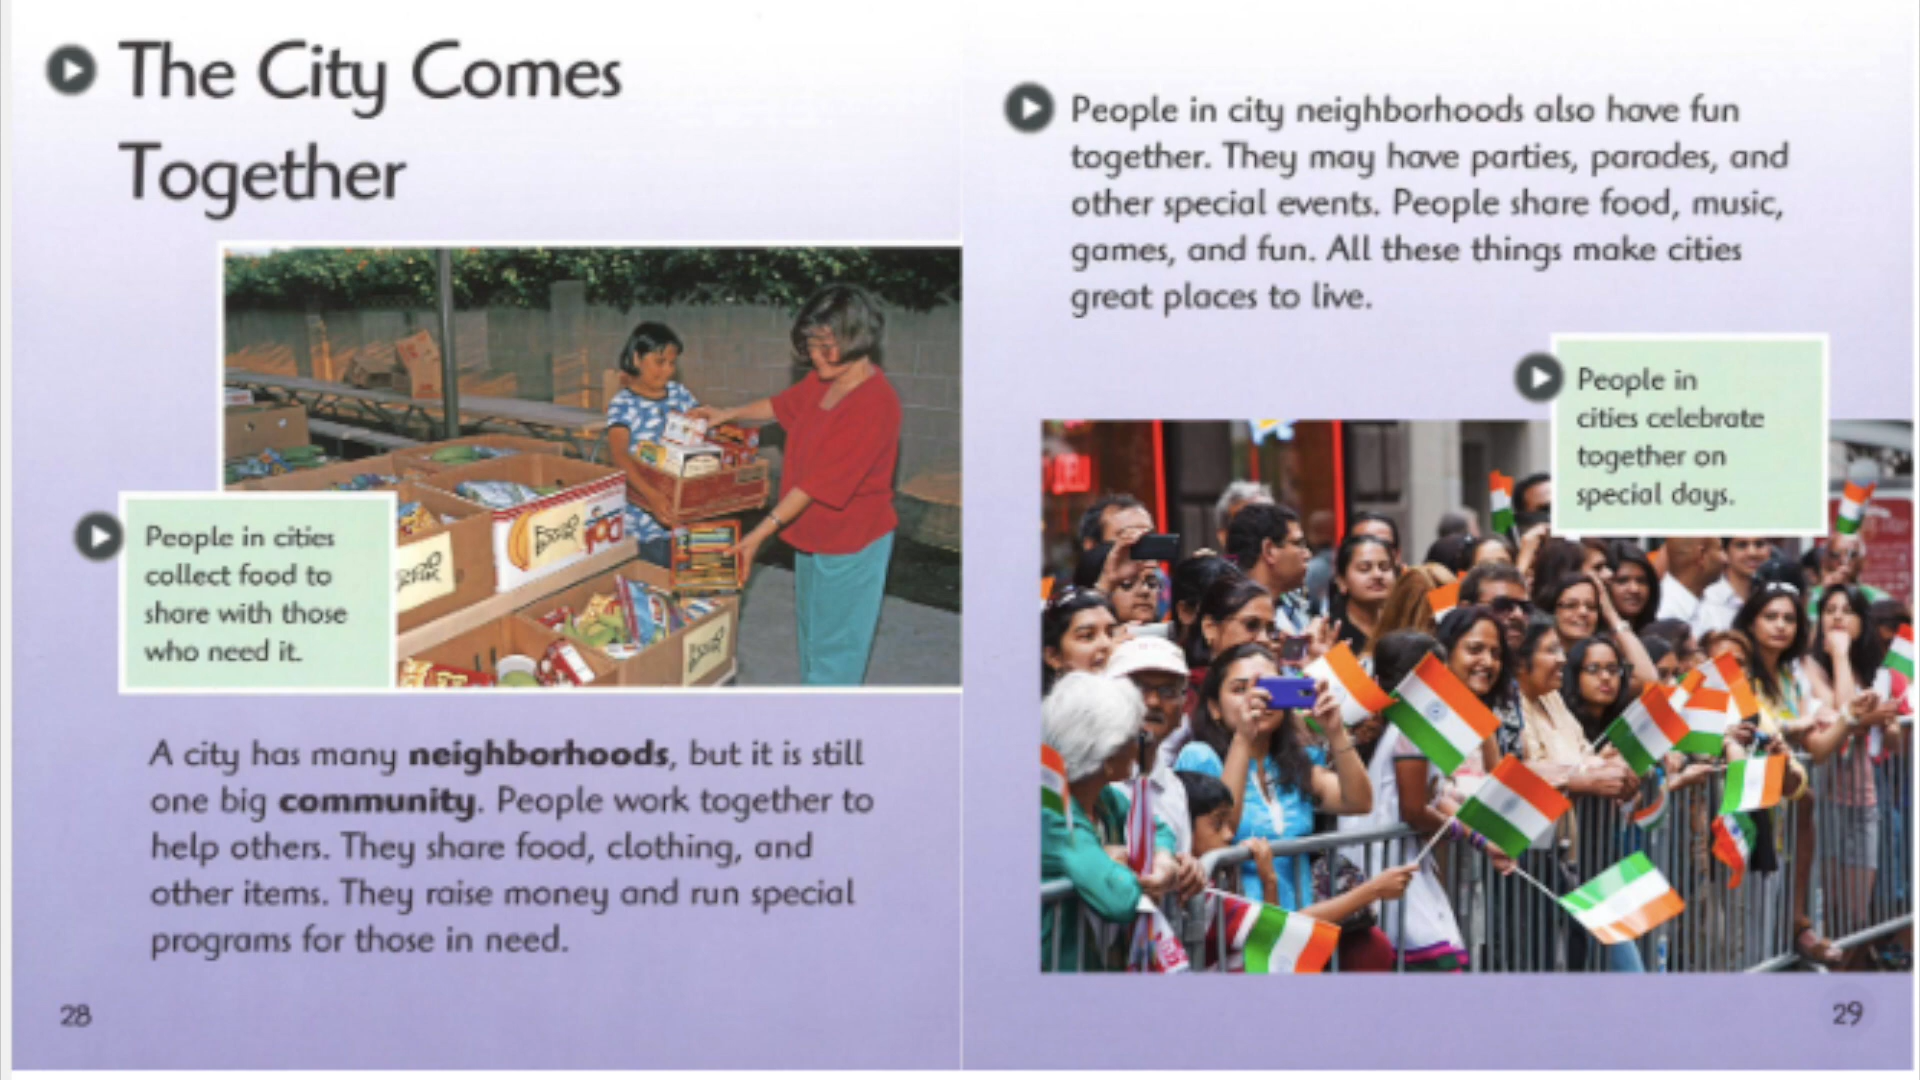 The City Comes
Together
People in cities
collect food to
share with those
who need it.
A city has many neighborhoods, but it is still
one big community. People work together to
help others. They share food, clothing, and
other items. They raise money and run special
programs for those in need.
28
People in city neighborhoods also have fun
together. They may have parties, parades, and
other special events. People share food, music,
games, and fun. All these things make cities
great places to live.
People in
cities celebrate
together on
special days.
29